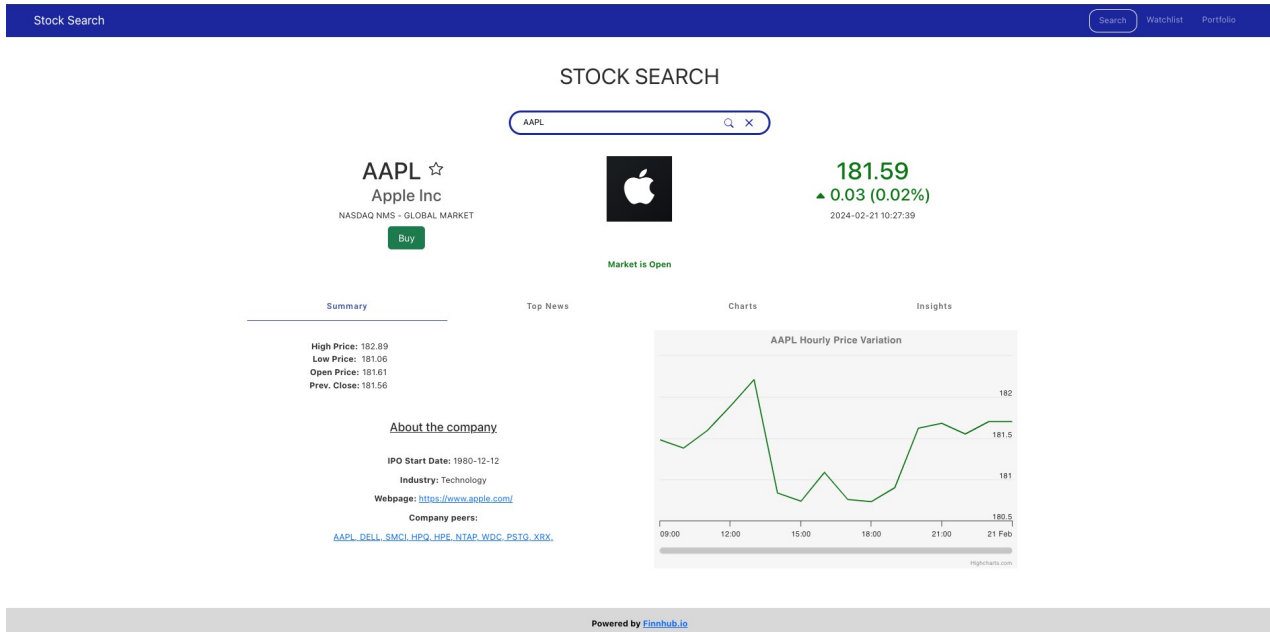 Stock Search
Search Watchlist Portfolio
STOCK SEARCH
AAPL
AAPL
Apple Inc
NASDAQ NMS - GLOBAL MARKET
Buy
181.59
0.03 (0.02%)
2024-02-21 10:27:39
Market is Open
Summary Top News Charts Insights
High Price: 182.89
Low Price: 181.06
Open Price: 181.61
Prev. Close: 181.56
About the company
IPO Start Date: 1980-12-12
Industry: Technology
Webpage: https://www.apple.com/
Company peers:
AAPL, DELL, SMCI, HPQ, HPE, NTAP, WDC, PSTG, XRX,
AAPL Hourly Price Variation
182
181.5
181
180.5
09:00 12:00 15:00 18:00 21:00 21 Feb
Highcharts.com
Powered by Finnhub.io